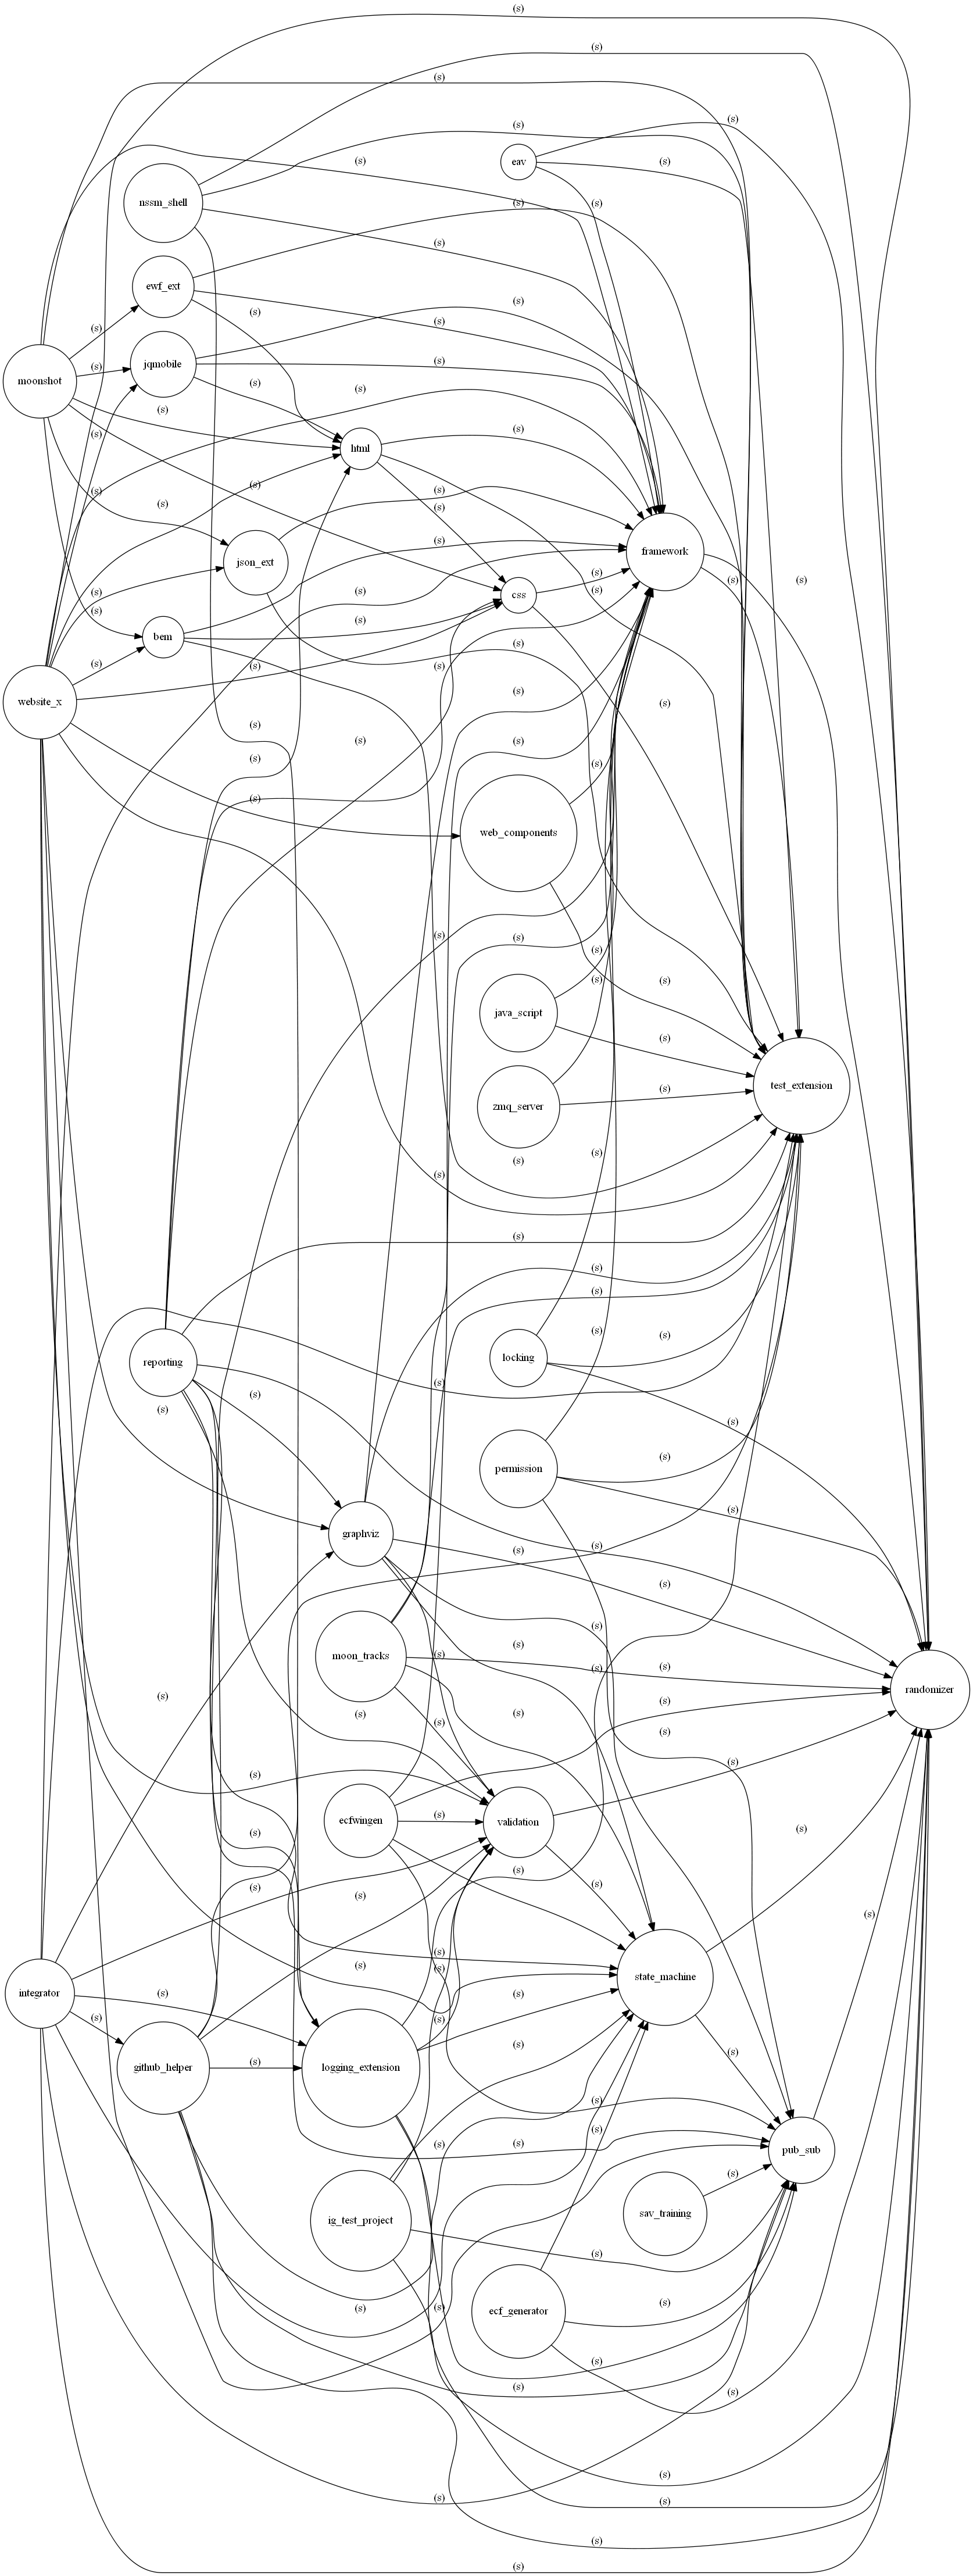 (s)
(s)
(s)
(s)
(s)
(s)
eav
(s)
nssm_shell
(s)
(s)
(s)
ewf_ext
(s)
(s)
(s)
(s)
(s)
jqmobile
(s)
moonshot
(s)
(s)
(s)
(s)
(s)
html
(s)
(s)
(s)
(s)
(s)
(s)
framework
json_ext
(s)
(s)
(s)
(s)
(s)
(s)
css
(s)
(s)
bem
(s)
(s)
(s)
(s)
(s)
website_x
(s)
(s)
(s)
(s)
(s)
(s)
(s)
web_components
(s)
(s)
(s)
(s)
(s)
java_script
(s)
test_extension
(s)
zmq_server
(s)
(s)
(s)
(s)
(s)
(s)
(s)
(s)
locking
reporting
(s)
(s)
(s)
(s)
(s)
permission
(s)
graphviz
(s)
(s)
(s)
(s)
(s)
(s)
moon_tracks
(s)
(s)
randomizer
(s)
(s)
(s)
(s)
(s)
(s)
(s)
(s)
(s)
ecfwingen
validation
(s)
(s)
(s)
(s)
(s)
(s)
(s)
(s)
(s)
(s)
state_machine
integrator
(s)
(s)
(s)
(s)
(s)
(s)
github_helper
(s)
logging_extension
(s)
(s)
(s)
(s)
pub_sub
(s)
sav_training
ig_test_project
(s)
(s)
(s)
(s)
ecf_generator
(s)
(s)
(s)
(s)
(s)
(s)
(s)
(s)